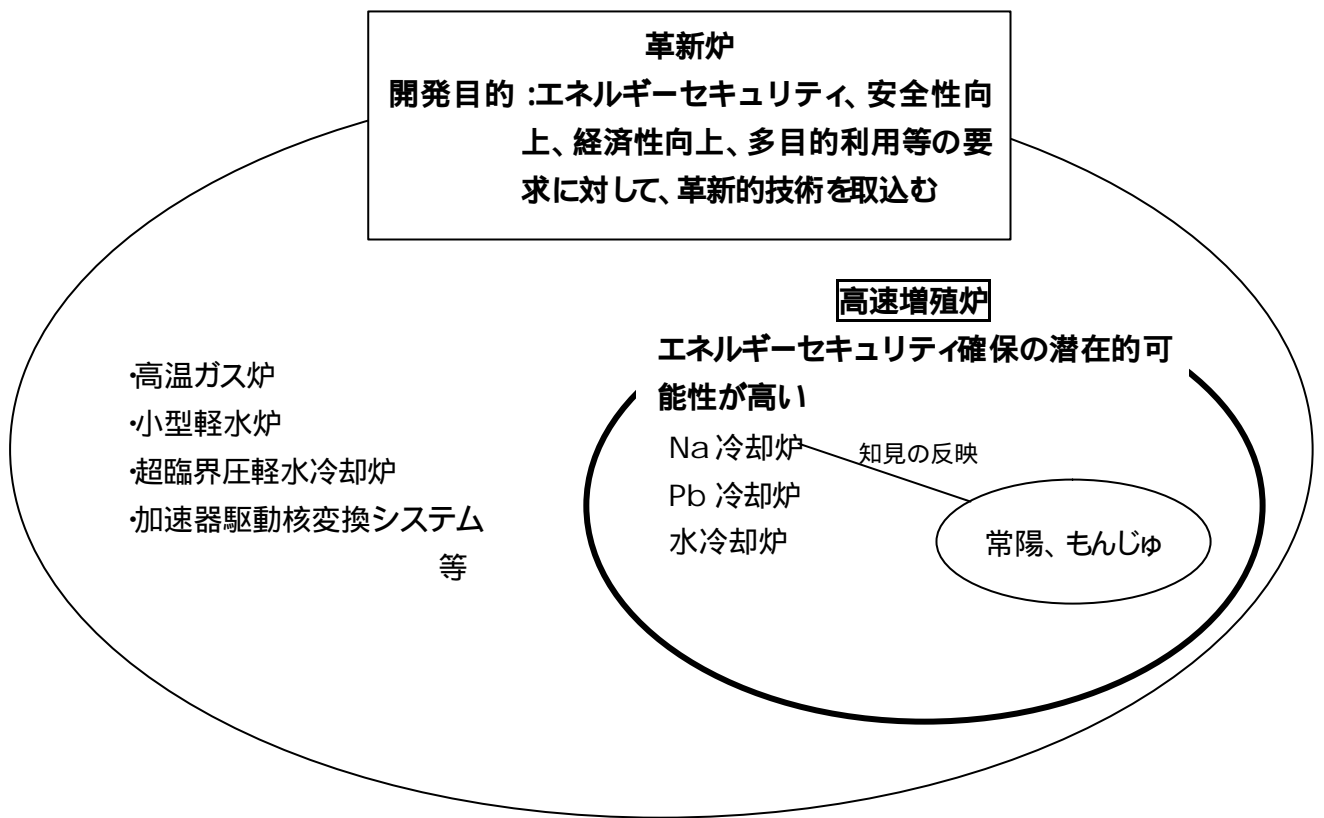 革新炉
開発目的:エネルギーセキュリティ、安全性向
上、経済性向上、多目的利用等の要
求に対して、革新的技術を取込む
・高温ガス炉
・小型軽水炉
・超臨界圧軽水冷却炉
・加速器駆動核変換システム
等
高速増殖炉
エネルギーセキュリティ確保の潜在的可
能性が高い
Na冷却炉
知見の反映
Pb冷却炉
水冷却炉
常陽、もんじゅ